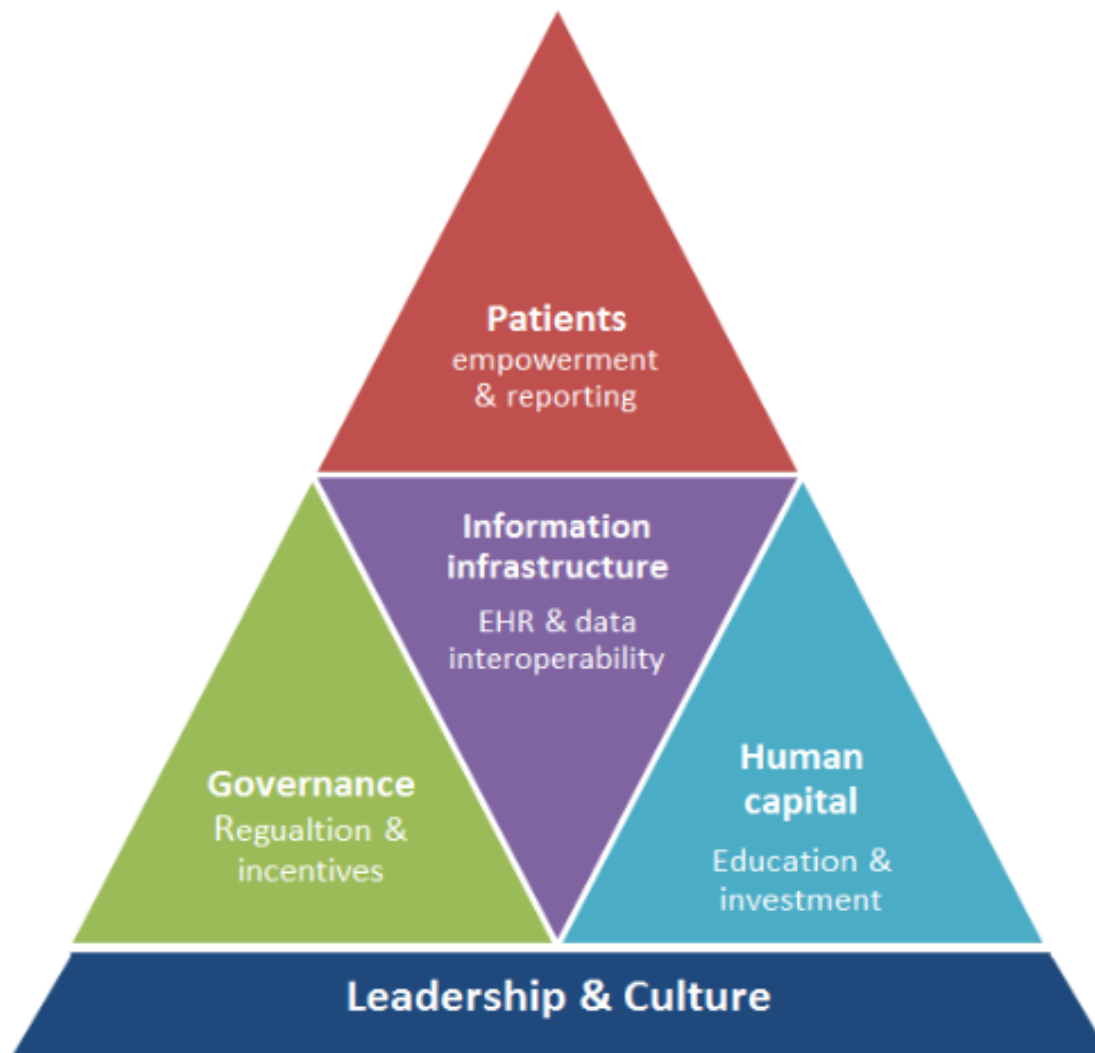 Patients
empowerment
& reporting
Information
infrastructure
EHR & data
interoperability
Governance
Regualtion &
incentives
Human
capital
Education &
investment
Leadership & Culture